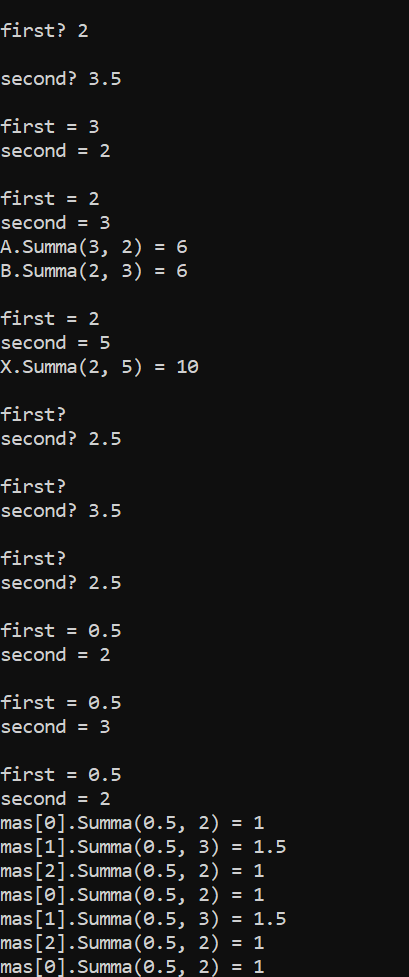 first? 2
second? 3.5
first = 3
second = 2
first = 2
second = 3
A.Summa(3, 2) = 6
B.Summa(2, 3) = 6
first = 2
second = 5
X.Summa(2, 5) = 10
first?
second? 2.5
first?
second? 3.5
first?
second? 2.5
first = 0.5
second = 2
first = 0.5
second = 3
first = 0.5
second = 2
mas[0].Summa(0.5, 2) = 1
mas[1].Summa(0.5, 3) = 1.5
mas[2].Summa(0.5, 2) = 1
mas[0].Summa(0.5, 2) = 1
mas[1].Summa(0.5, 3) = 1.5
mas[2].Summa(0.5, 2) = 1
mas[0].Summa(0.5, 2) = 1